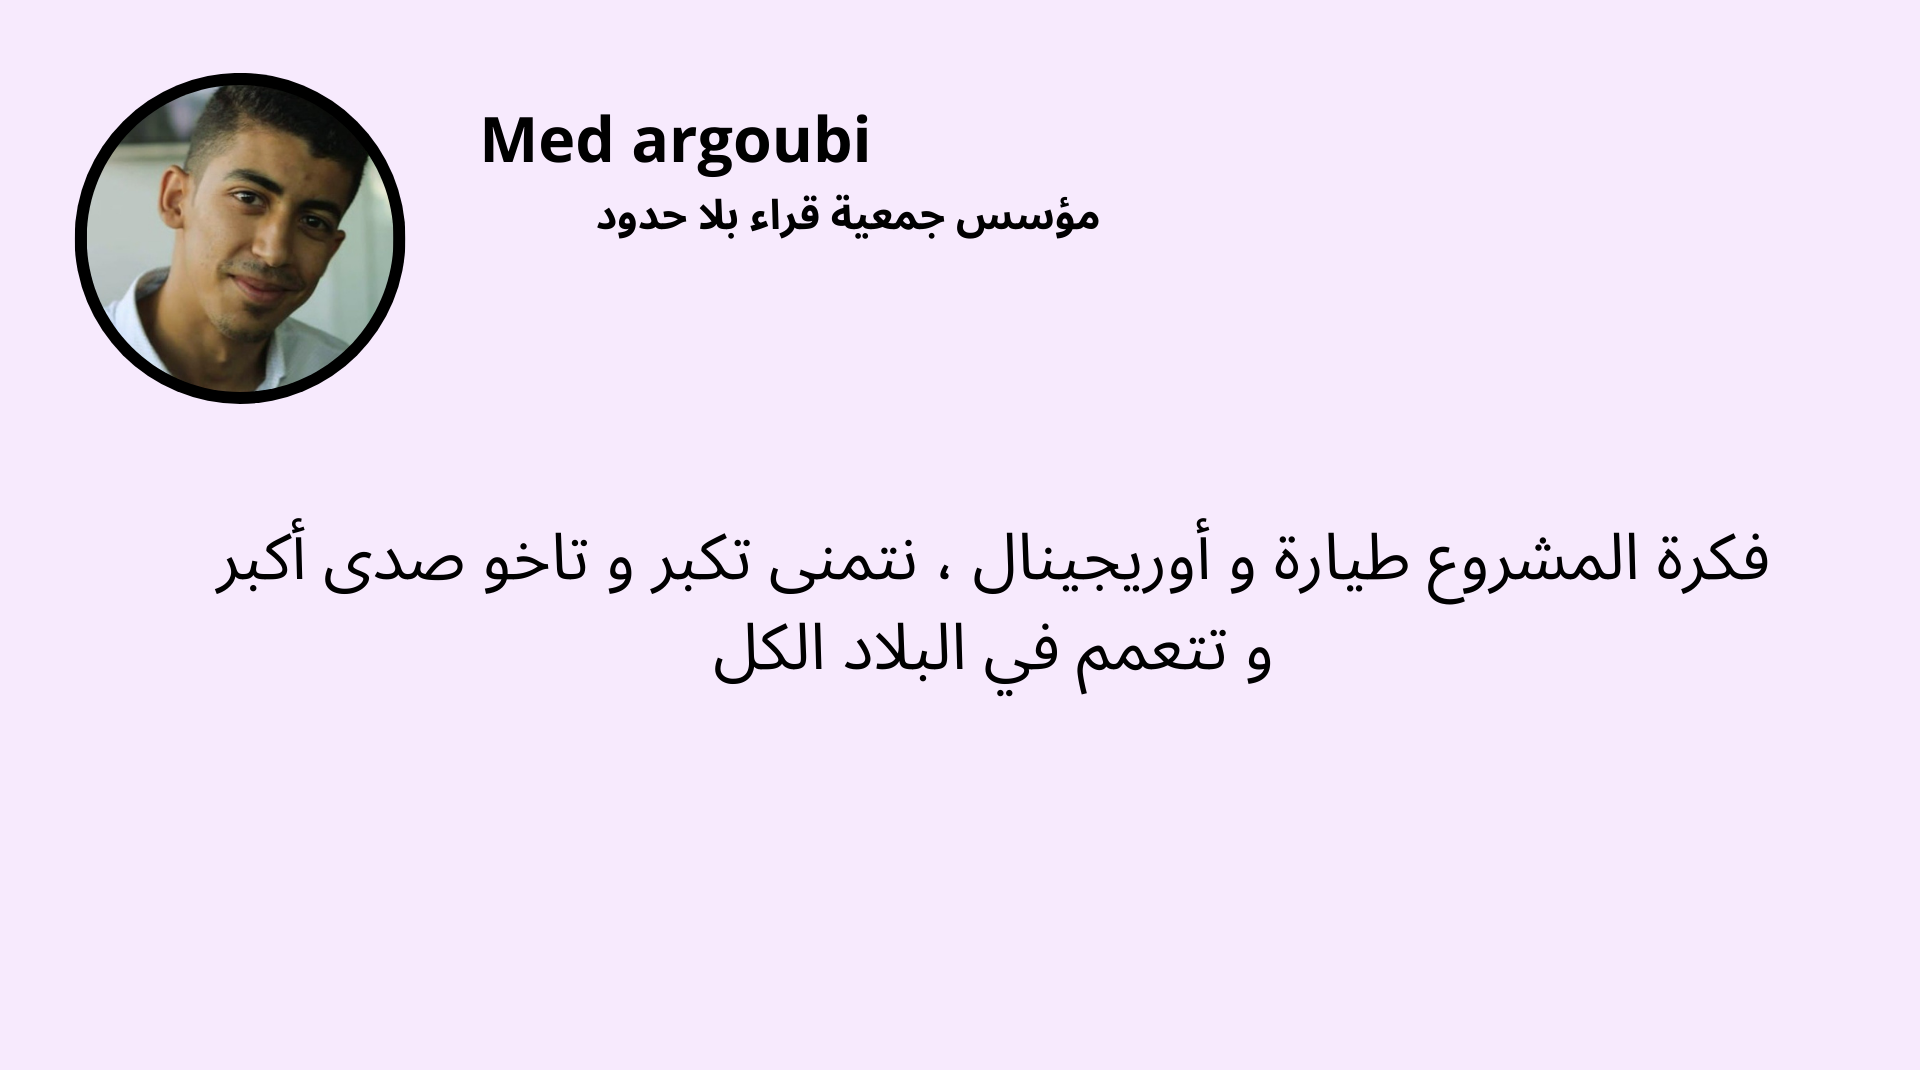 Med argoubi
مؤسس جمعية قراء بلا حدود
فكرة المشروع طيارة و أوريجينال ، نتمنى تكبر و تاخو صدى أكبر
و تتعمم في البلاد الكل